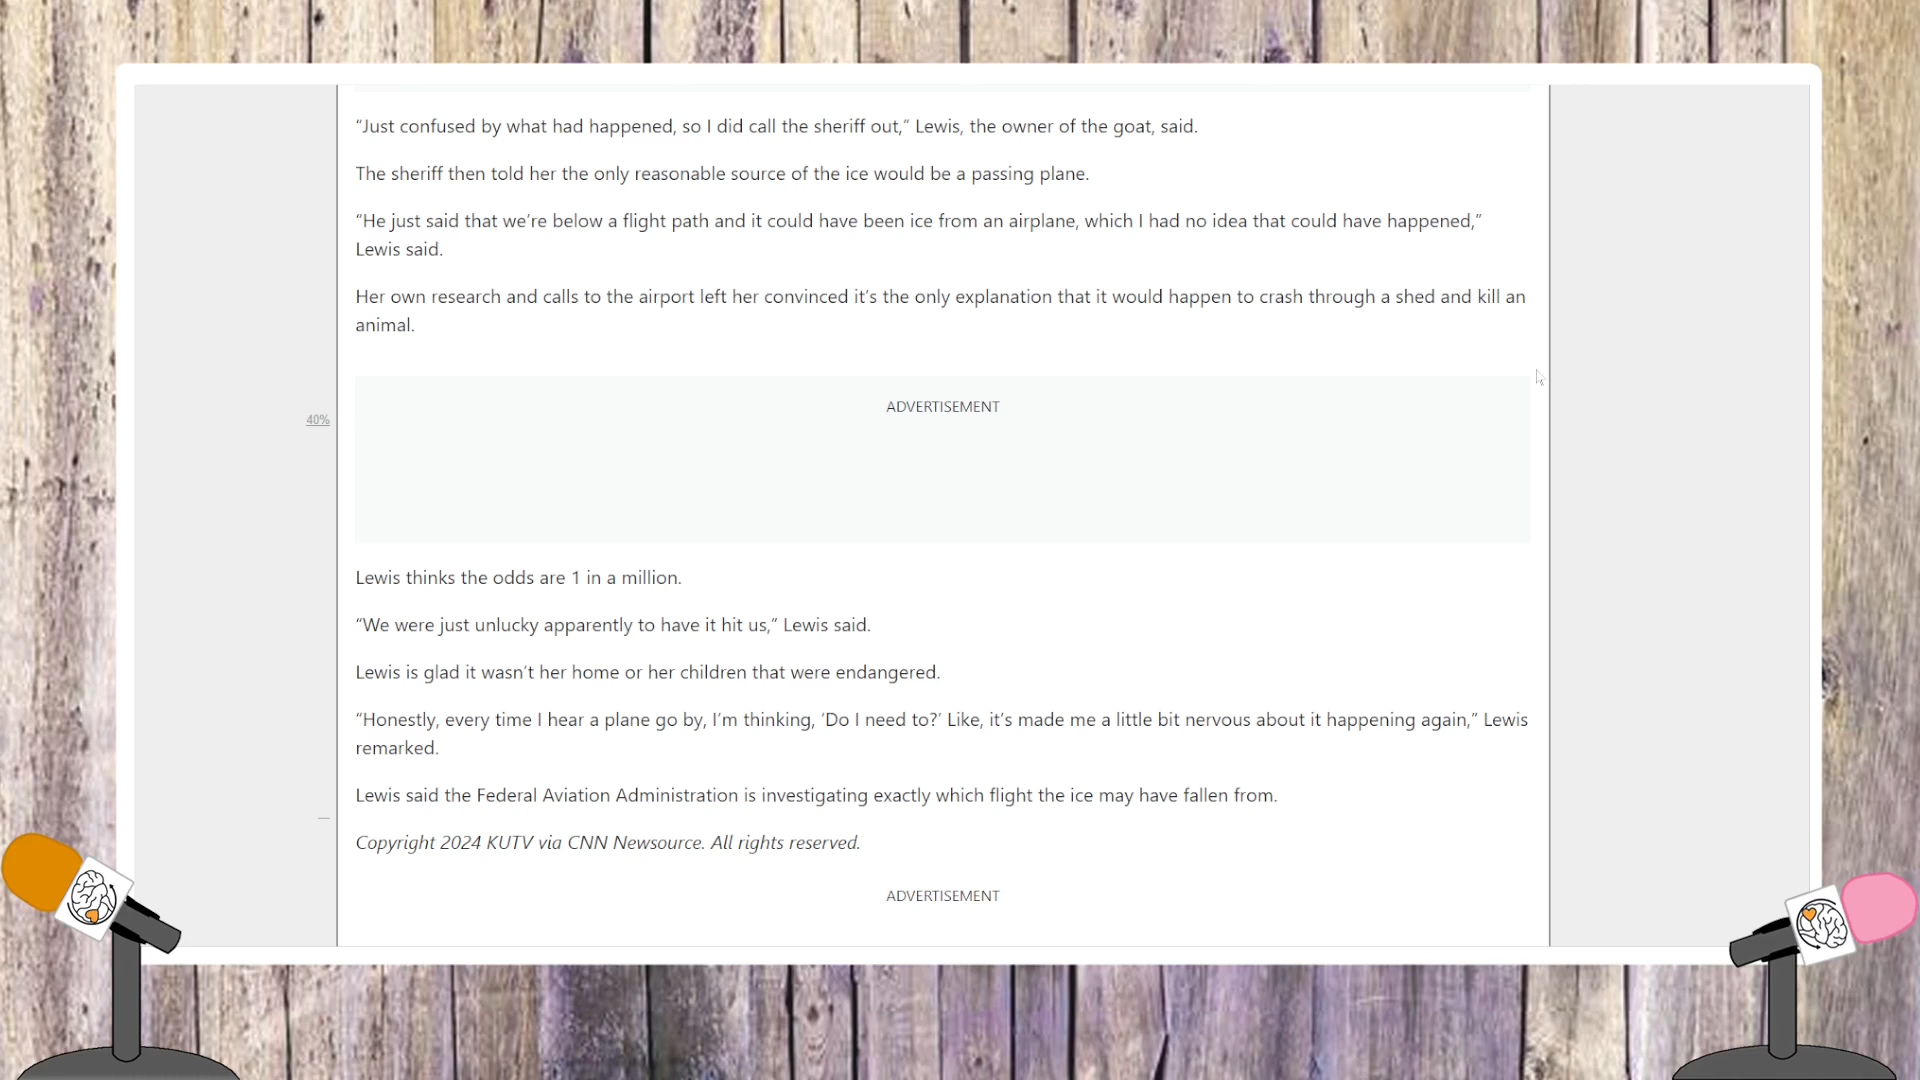 “Just confused by what had happened, so I did call the sheriff out,” Lewis, the owner of the goat, said.
The sheriff then told her the only reasonable source of the ice would be a passing plane.
“He just said that we’re below a flight path and it could have been ice from an airplane, which I had no idea that could have happened,”
Lewis said.
Her own research and calls to the airport left her convinced it’s the only explanation that it would happen to crash through a shed and kill an
animal.
ADVERTISEMENT
40%
Lewis thinks the odds are 1 in a million.
“We were just unlucky apparently to have it hit us,” Lewis said.
Lewis is glad it wasn’t her home or her children that were endangered.
“Honestly, every time I hear a plane go by, I’m thinking, ‘Do I need to?’ Like, it’s made me a little bit nervous about it happening again,” Lewis
remarked.
Lewis said the Federal Aviation Administration is investigating exactly which flight the ice may have fallen from.
Copyright 2024 KUTV via CNN Newsource. All rights reserved.
ADVERTISEMENT